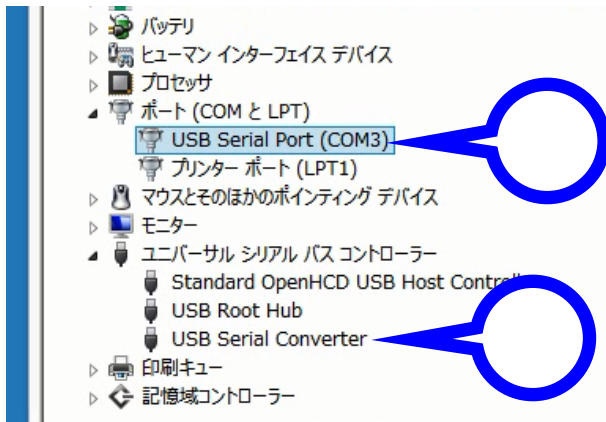 バッテリ
ヒューマン インターフェイス デバイス
プロセッサ
ポート (COM と LPT)
USB Serial Port (COM3)
プリンター ポート (LPT1)
マウスとそのほかのポインティング デバイス
モニター
ユニバーサル シリアル バス コントローラー
Standard OpenHCD USB Host
USB Root Hub
USB Serial Converter
印刷キュー
記憶域コントローラー